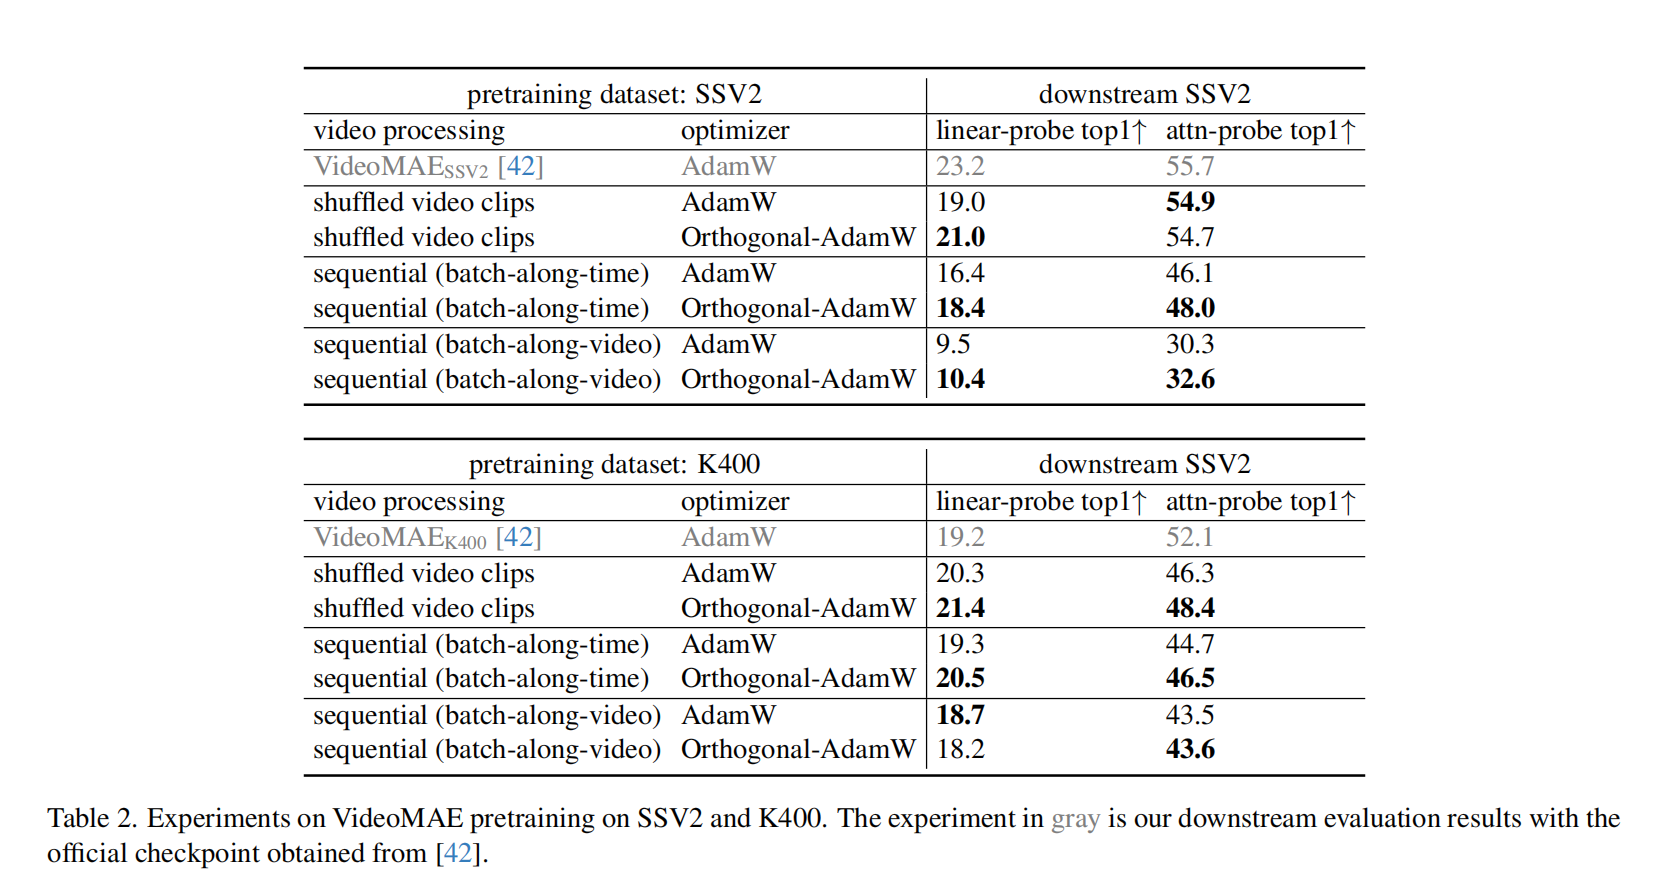 pretraining dataset: SSV2 downstream SSV2
video processing optimizer linear-probe top1↑ attn-probe top1↑
VideoMAE_SSV2 [42] AdamW 23.2 55.7
shuffled video clips AdamW 19.0 54.9
shuffled video clips Orthogonal-AdamW 21.0 54.7
sequential (batch-along-time) AdamW 16.4 46.1
sequential (batch-along-time) Orthogonal-AdamW 18.4 48.0
sequential (batch-along-video) AdamW 9.5 30.3
sequential (batch-along-video) Orthogonal-AdamW 10.4 32.6
pretraining dataset: K400 downstream SSV2
video processing optimizer linear-probe top1↑ attn-probe top1↑
VideoMAE_K400 [42] AdamW 19.2 52.1
shuffled video clips AdamW 20.3 46.3
shuffled video clips Orthogonal-AdamW 21.4 48.4
sequential (batch-along-time) AdamW 19.3 44.7
sequential (batch-along-time) Orthogonal-AdamW 20.5 46.5
sequential (batch-along-video) AdamW 18.7 43.5
sequential (batch-along-video) Orthogonal-AdamW 18.2 43.6
Table 2. Experiments on VideoMAE pretraining on SSV2 and K400. The experiment in gray is our downstream evaluation results with the
official checkpoint obtained from [42].